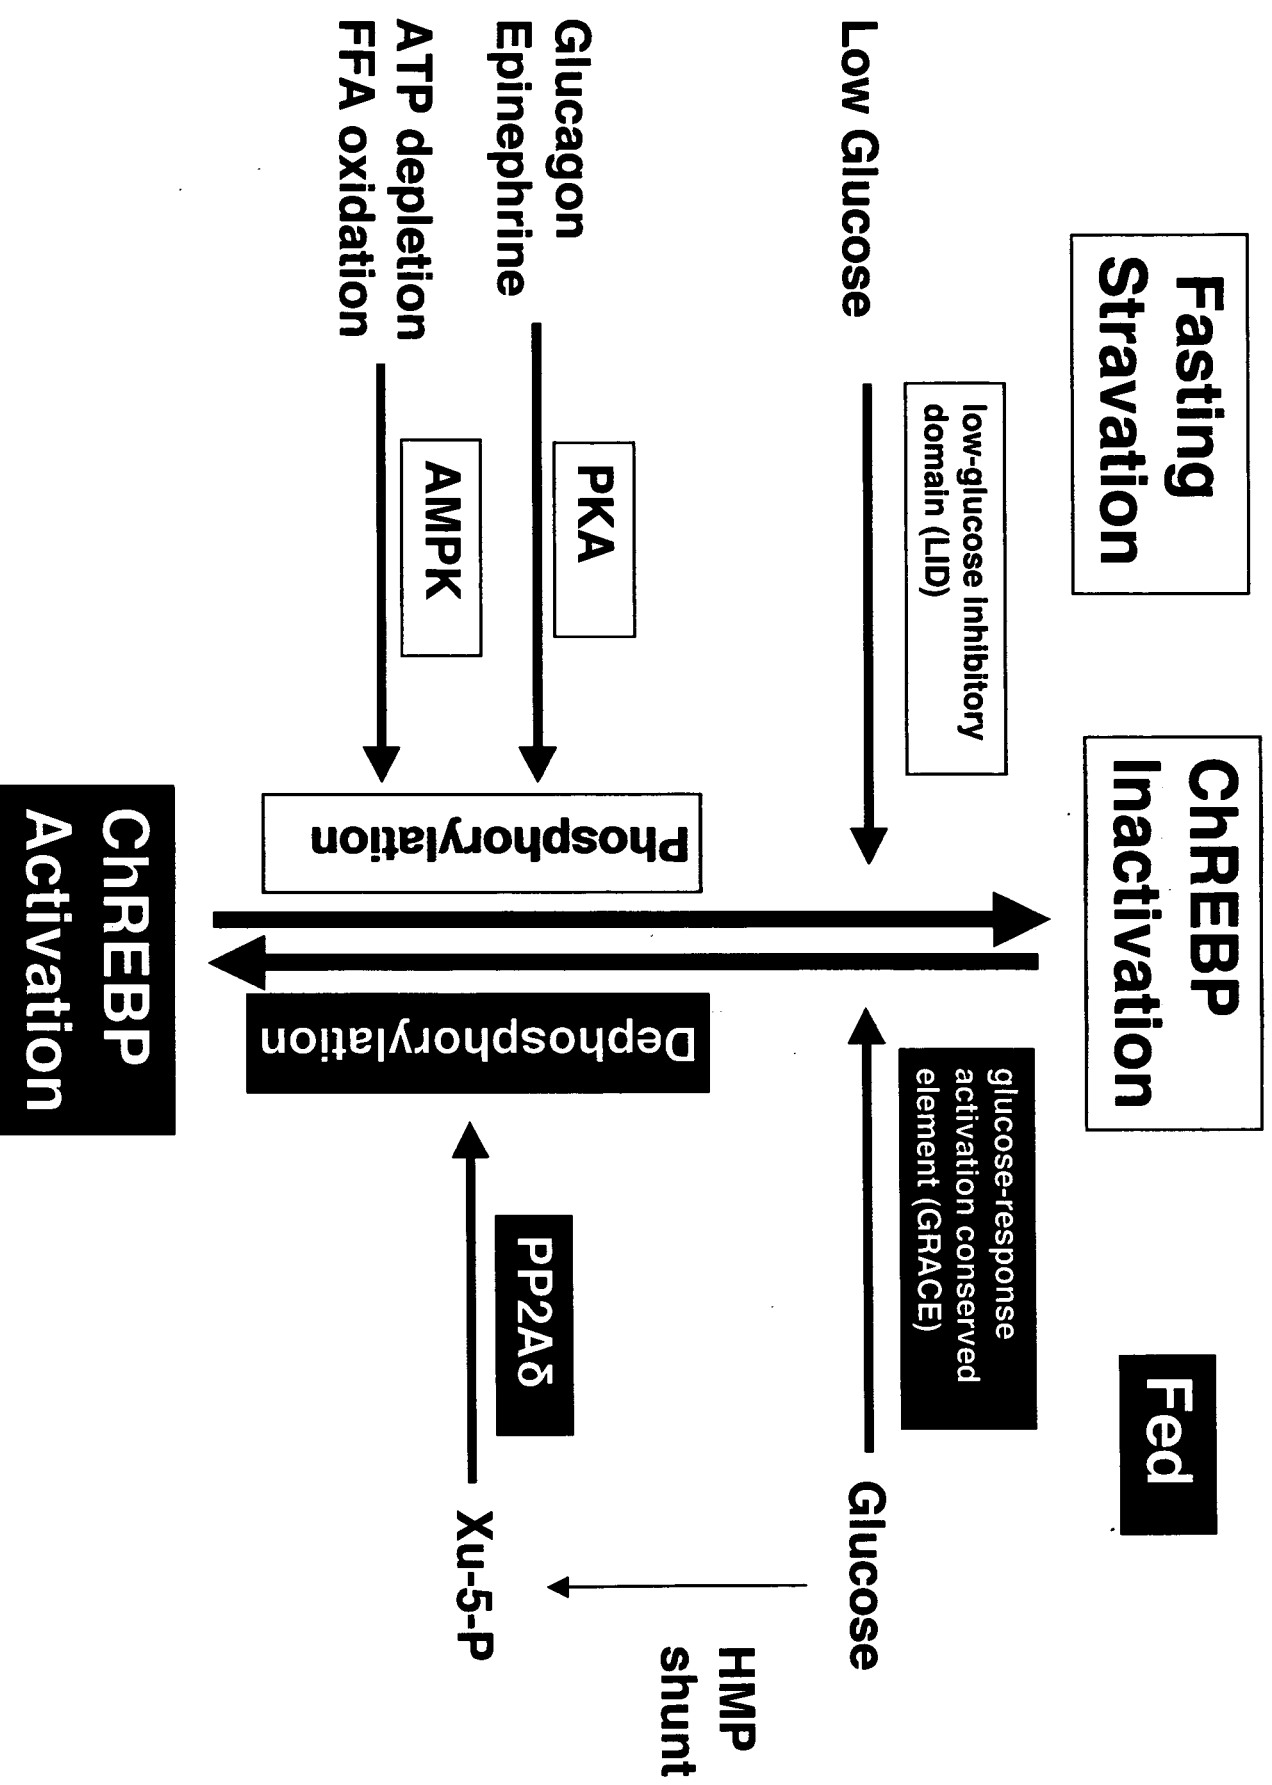 Fasting
Stravation
ChREBP
Inactivation
Fed
low-glucose inhibitory
domain (LID)
glucose-response
activation conserved
element (GRACE)
Low Glucose
Glucose
HMP
shunt
Glucagon
Epinephrine
PKA
Phosphorylation
Dephosphorylation
PP2Aδ
Xu-5-P
ATP depletion
FFA oxidation
AMPK
ChREBP
Activation